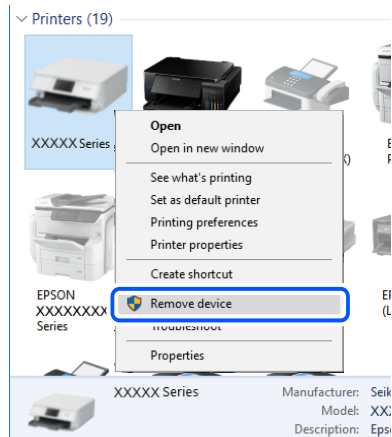 Printers (19)
XXXXX Series
Open
Open in new window
See what's printing
Set as default printer
Printing preferences
Printer properties
Create shortcut
Remove device
Troubleshoot
Properties
EPSON
XXXXXXXX
Series
XXXXX Series
Manufacturer:
Model:
Description: